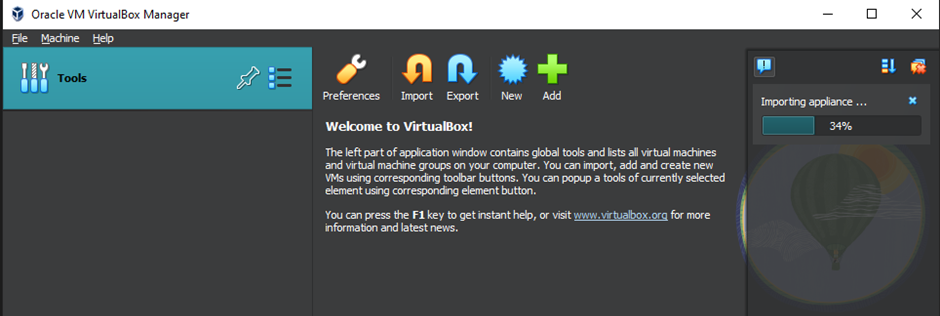 Oracle VM VirtualBox Manager
File Machine Help
Tools
Preferences Import Export New Add
Welcome to VirtualBox!
The left part of application window contains global tools and lists all virtual machines
and virtual machine groups on your computer. You can import, add and create new
VMs using corresponding toolbar buttons. You can popup a tools of currently selected
element using corresponding element button.
You can press the F1 key to get instant help, or visit www.virtualbox.org for more
information and latest news.
Importing appliance ...
34%